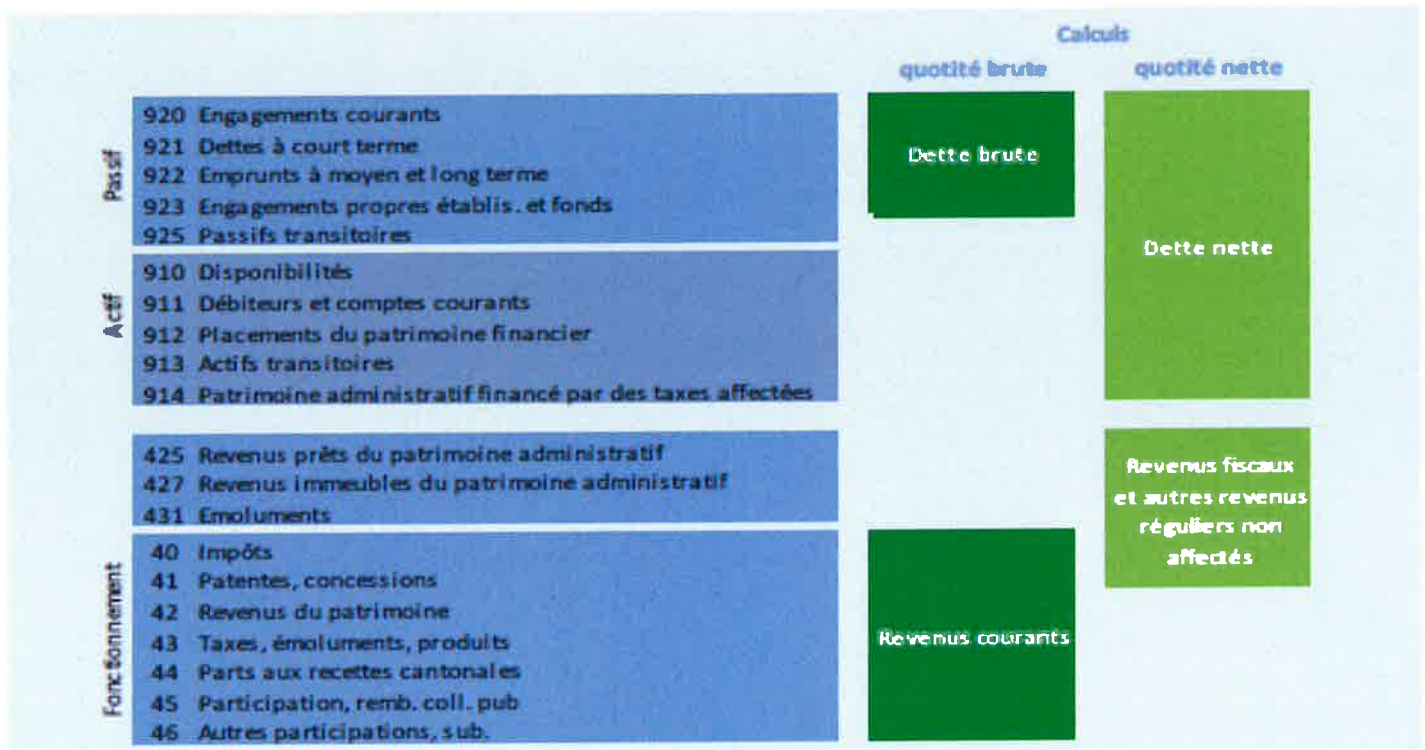 Calculs
quotité brute
quotité nette
Passif
920 Engagements courants
921 Dettes à court terme
922 Emprunts à moyen et long terme
923 Engagements propres établis. et fonds
925 Passifs transitoires
Dette brute
Dette nette
Actif
910 Disponibilités
911 Débiteurs et comptes courants
912 Placements du patrimoine financier
913 Actifs transitoires
914 Patrimoine administratif financé par des taxes affectées
425 Revenus prêts du patrimoine administratif
427 Revenus immeubles du patrimoine administratif
431 Emoluments
Revenus fiscaux
et autres revenus
réguliers non
affectés
Fonctionnement
40 Impôts
41 Patentes, concessions
42 Revenus du patrimoine
43 Taxes, émoluments, produits
44 Parts aux recettes cantonales
45 Participation, remb. coll. pub
46 Autres participations, sub.
Revenus courants